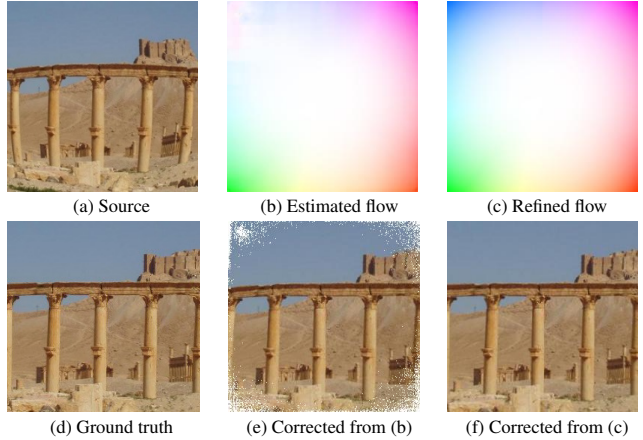 (a) Source
(b) Estimated flow
(c) Refined flow
(d) Ground truth
(e) Corrected from (b)
(f) Corrected from (c)